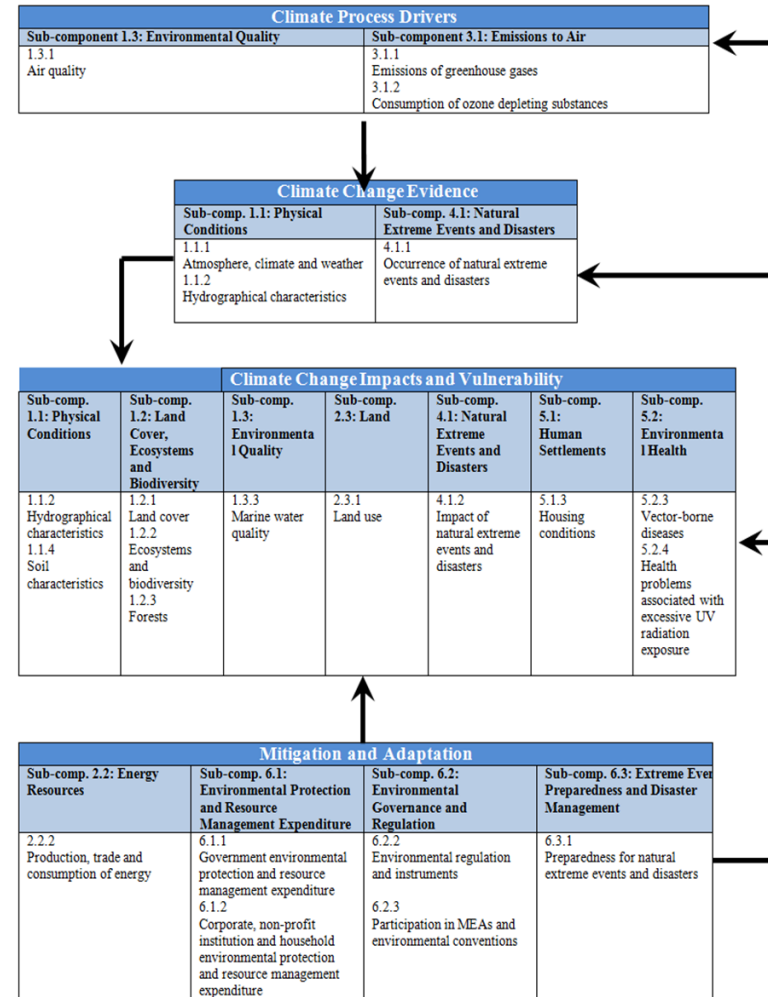 Climate Process Drivers
Sub-component 1.3: Environmental Quality
1.3.1
Air quality
Sub-component 3.1: Emissions to Air
3.1.1
Emissions of greenhouse gases
3.1.2
Consumption of ozone depleting substances
Climate Change Evidence
Sub-comp. 1.1: Physical
Conditions
1.1.1
Atmosphere, climate and weather
1.1.2
Hydrographical characteristics
Sub-comp. 4.1: Natural
Extreme Events and Disasters
4.1.1
Occurrence of natural extreme
events and disasters
Climate Change Impacts and Vulnerability
Sub-comp.
1.1: Physical
Conditions
1.1.2
Hydrographical
characteristics
1.1.4
Soil
characteristics
Sub-comp.
1.2: Land
Cover,
Ecosystems
and
Biodiversity
1.2.1
Land cover
1.2.2
Ecosystems
and
biodiversity
1.2.3
Forests
Sub-comp.
1.3:
Environmenta
l Quality
1.3.3
Marine water
quality
Sub-comp.
2.3: Land
2.3.1
Land use
Sub-comp.
4.1: Natural
Extreme
Events and
Disasters
4.1.2
Impact of
natural extreme
events and
disasters
Sub-comp.
5.1:
Human
Settlements
5.1.3
Housing
conditions
Sub-comp.
5.2:
Environmenta
l Health
5.2.3
Vector-borne
diseases
5.2.4
Health
problems
associated with
excessive UV
radiation
exposure
Mitigation and Adaptation
Sub-comp. 2.2: Energy
Resources
2.2.2
Production, trade and
consumption of energy
Sub-comp. 6.1:
Environmental Protection
and Resource
Management Expenditure
6.1.1
Government environmental
protection and resource
management expenditure
6.1.2
Corporate, non-profit
institution and household
environmental protection
and resource management
expenditure
Sub-comp. 6.2:
Environmental
Governance and
Regulation
6.2.2
Environmental regulation
and instruments
6.2.3
Participation in MEAs and
environmental conventions
Sub-comp. 6.3: Extreme Ever
Preparedness and Disaster
Management
6.3.1
Preparedness for natural
extreme events and disasters